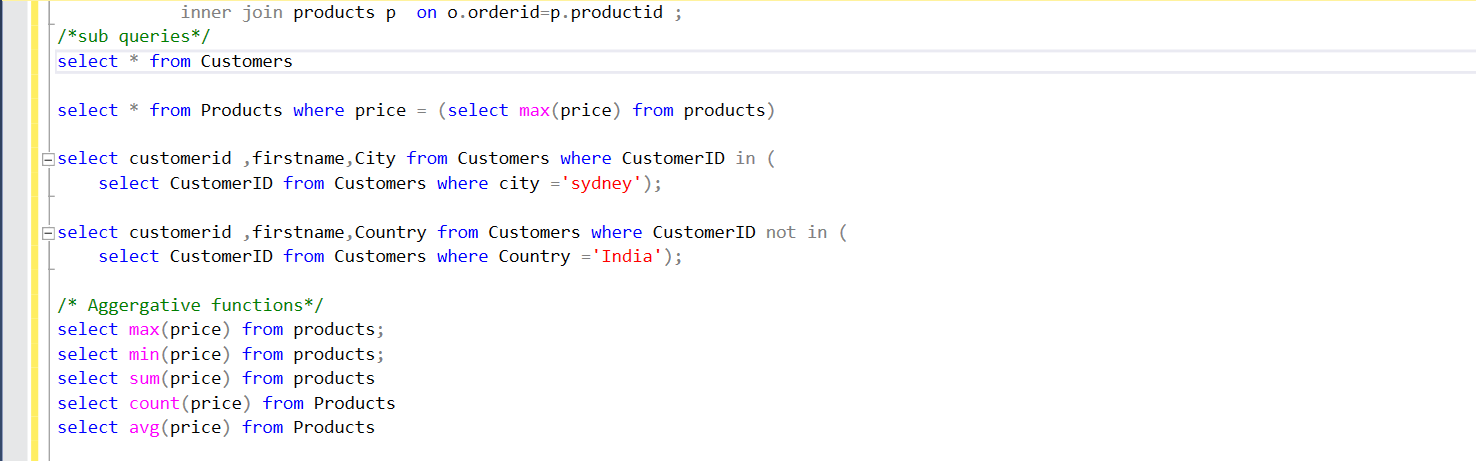 inner join products p  on o.orderid=p.productid ;
/*sub queries*/
select * from Customers
select * from Products where price = (select max(price) from products)
select customerid ,firstname,City from Customers where CustomerID in (
select CustomerID from Customers where city ='sydney');
select customerid ,firstname,Country from Customers where CustomerID not in (
select CustomerID from Customers where Country ='India');
/* Aggergative functions*/
select max(price) from products;
select min(price) from products;
select sum(price) from products
select count(price) from Products
select avg(price) from Products